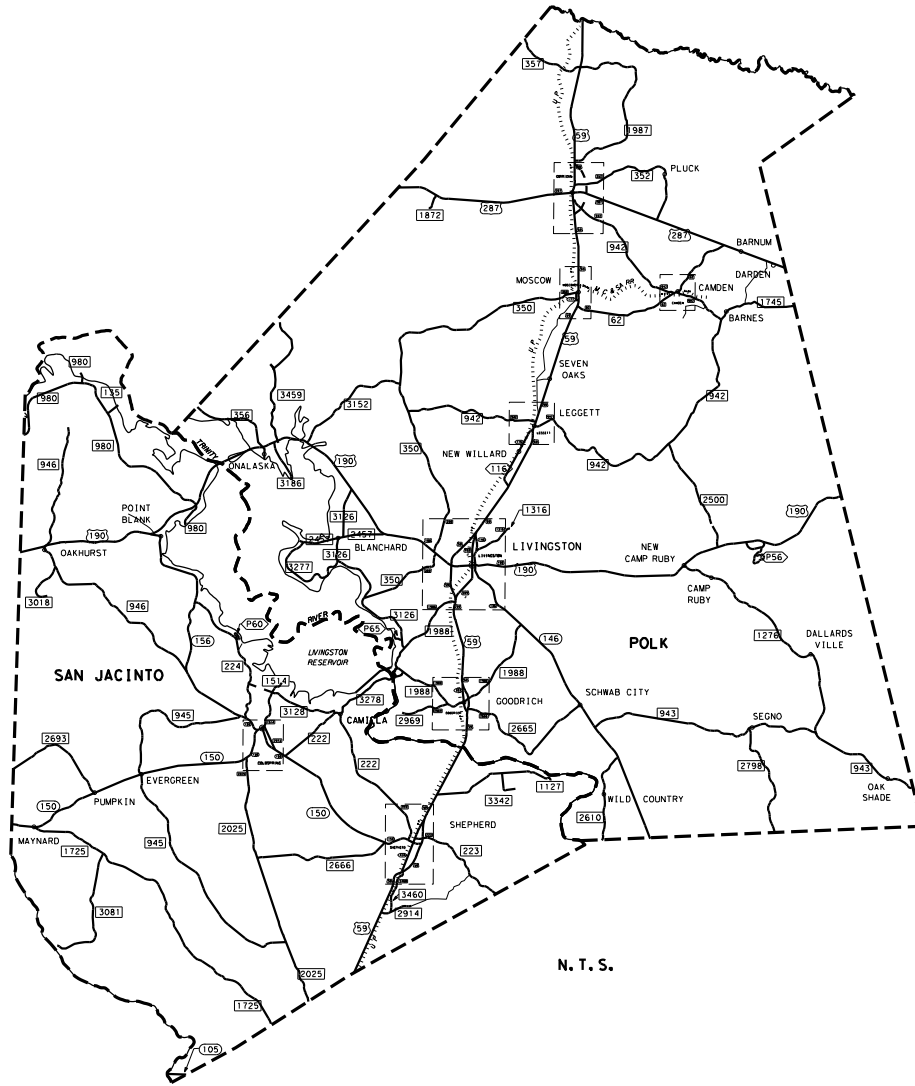 357
U.P.
59
1987
PLUCK
352
1872
287
942
287
BARNUM
DARDEN
MOSCOW
M.C.& SA RR
CAMDEN
350
62
1745
BARNES
59
U.P.
SEVEN
OAKS
980
135
980
3459
3152
942
356
942
LEGGETT
980
TRINITY
350
946
ONALASKA
190
NEW WILLARD
942
116
3186
2500
1316
POINT
BLANK
980
3126
190
190
2457
2457
OAKHURST
BLANCHARD
LIVINGSTON
NEW
CAMP RUBY
3126
P56
3277
190
350
CAMP
RUBY
3018
946
RIVER
3126
P60
P65
1988
156
59
146
1276
DALLARDS
VILLE
POLK
LIVINGSTON
RESERVOIR
224
SAN JACINTO
1514
3278
1988
1988
SCHWAB CITY
GOODRICH
945
3128
CAMILLA
2969
943
SEGNO
2665
2693
222
150
222
2798
943
EVERGREEN
OAK
SHADE
1127
3342
150
PUMPKIN
150
WILD COUNTRY
2610
2025
SHEPHERD
MAYNARD
945
1725
2666
223
3460
3081
2914
59
U.P.
N.T.S.
2025
1725
105